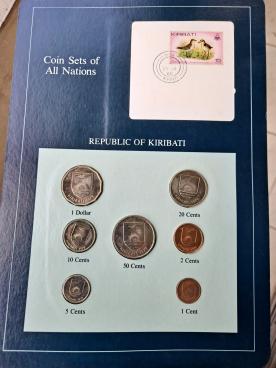 Coin Sets of
All Nations
KIRIBATI
REPUBLIC OF KIRIBATI
1 Dollar
20 Cents
10 Cents
50 Cents
2 Cents
5 Cents
1 Cent